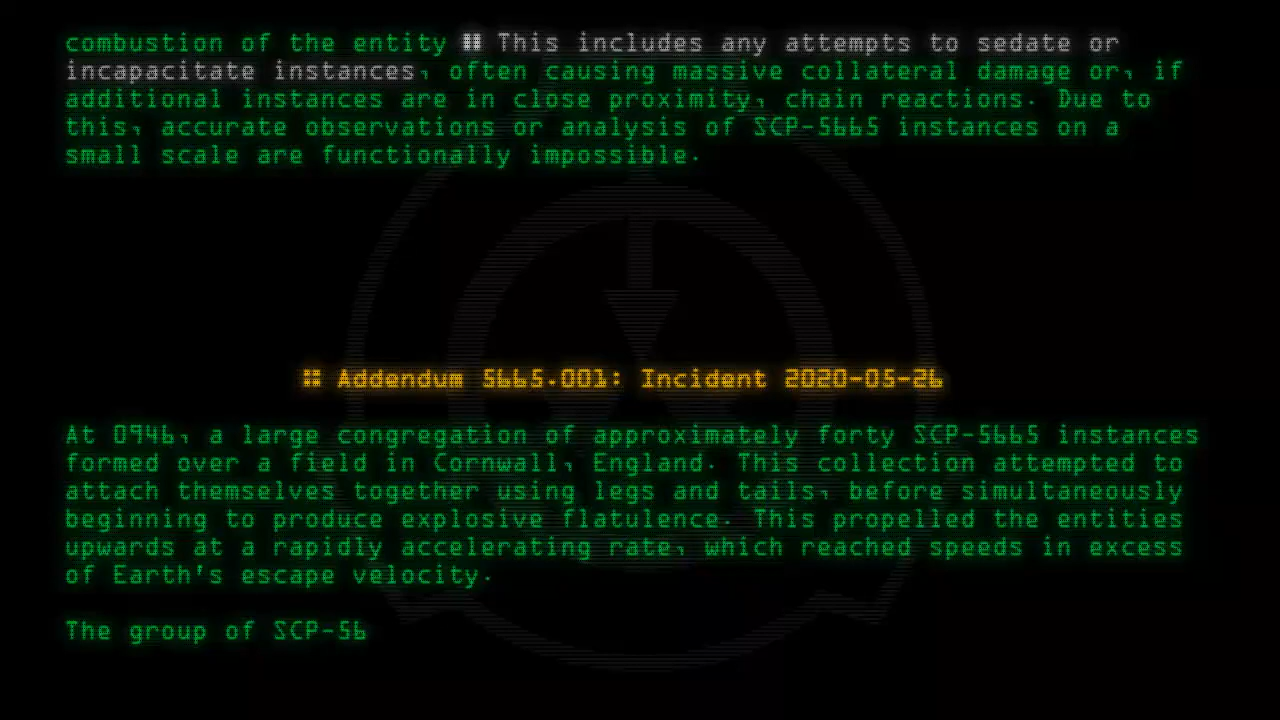 combustion of the entity :: This includes any attempts to sedate or
incapacitate instances, often causing massive collateral damage or, if
additional instances are in close proximity, chain reactions. Due to
this, accurate observations or analysis of SCP-5665 instances on a
small scale are functionally impossible.
:: Addendum 5665.001: Incident 2020-05-26
At 0946, a large congregation of approximately forty SCP-5665 instances
formed over a field in Cornwall, England. This collection attempted to
attach themselves together using legs and tails, before simultaneously
beginning to produce explosive flatulence. This propelled the entities
upwards at a rapidly accelerating rate, which reached speeds in excess
of Earth's escape velocity.
The group of SCP-56